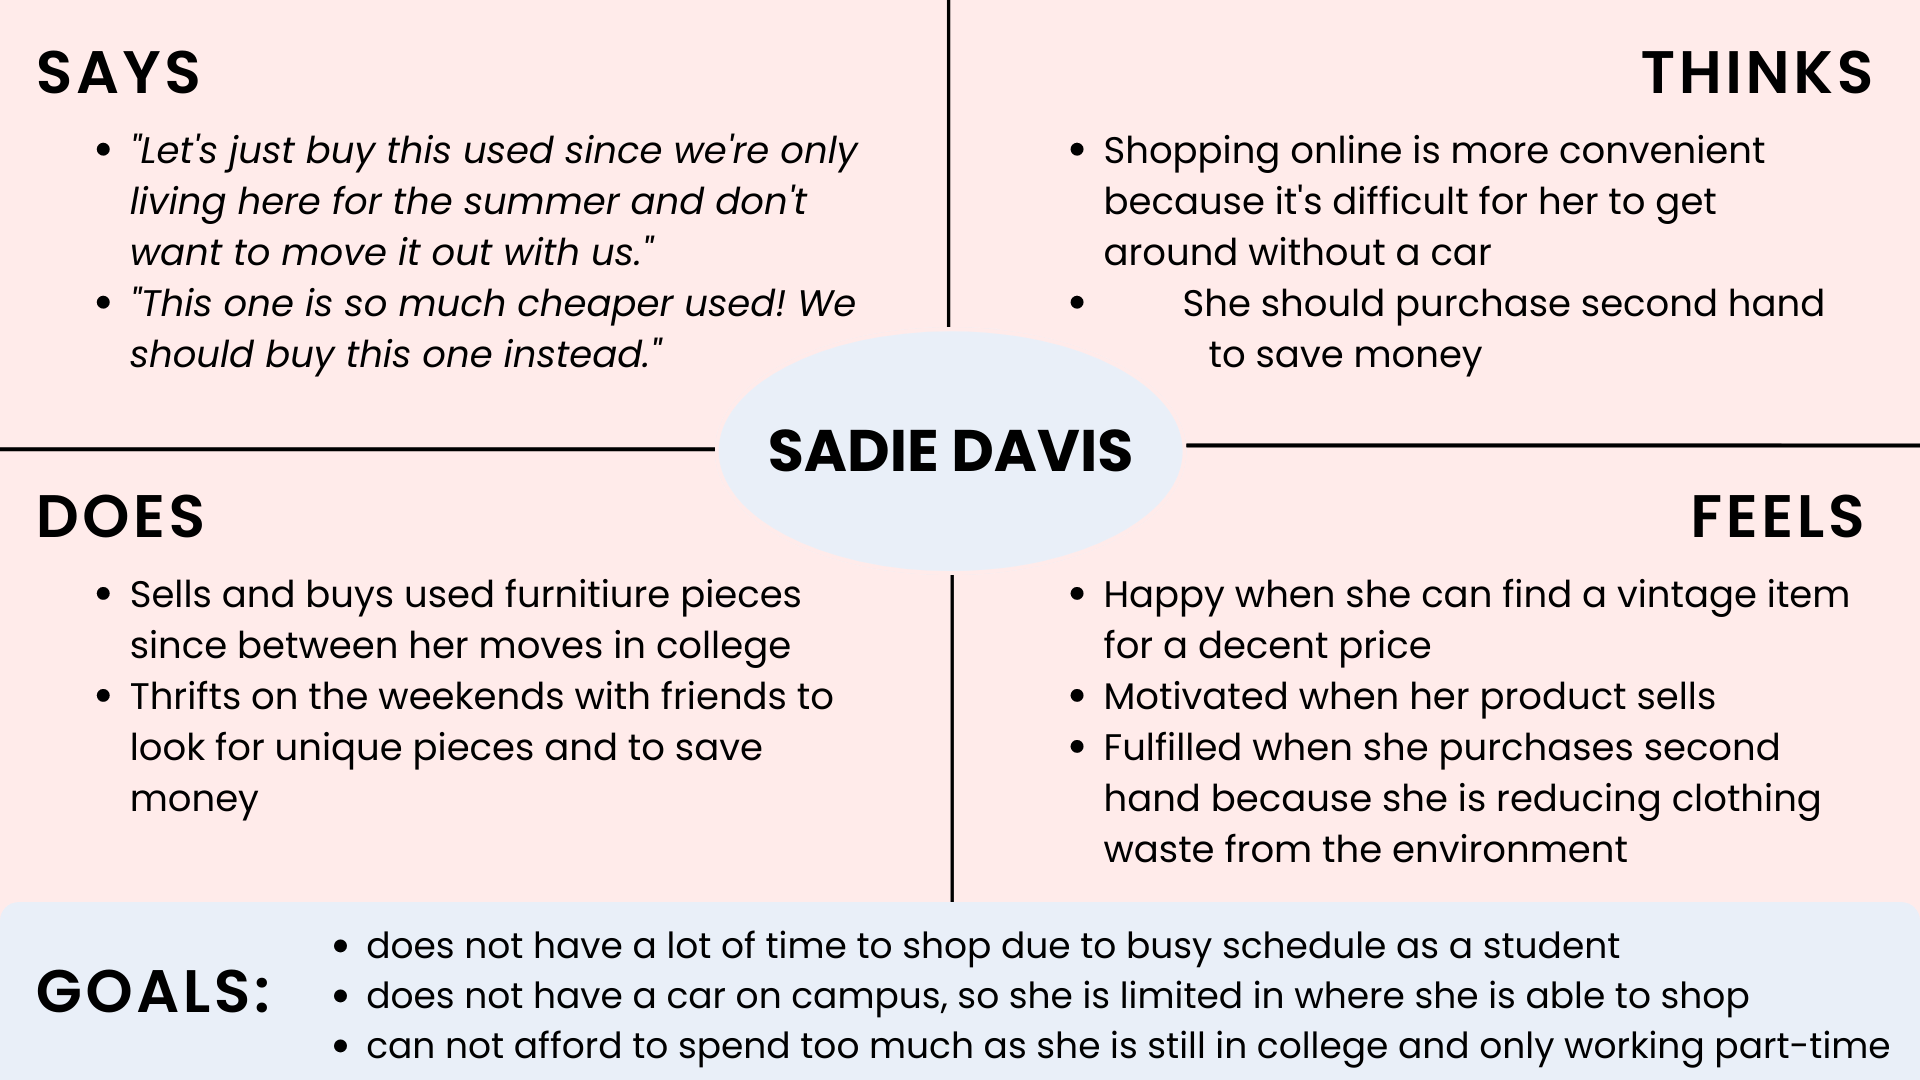 SAYS
• "Let's just buy this used since we're only
living here for the summer and don't
want to move it out with us."
• "This one is so much cheaper used! We
should buy this one instead."
THINKS
• Shopping online is more convenient
because it's difficult for her to get
around without a car
• She should purchase second hand
to save money
SADIE DAVIS
DOES
• Sells and buys used furnitiure pieces
since between her moves in college
• Thrifts on the weekends with friends to
look for unique pieces and to save
money
FEELS
• Happy when she can find a vintage item
for a decent price
• Motivated when her product sells
• Fulfilled when she purchases second
hand because she is reducing clothing
waste from the environment
GOALS:
• does not have a lot of time to shop due to busy schedule as a student
• does not have a car on campus, so she is limited in where she is able to shop
• can not afford to spend too much as she is still in college and only working part-time